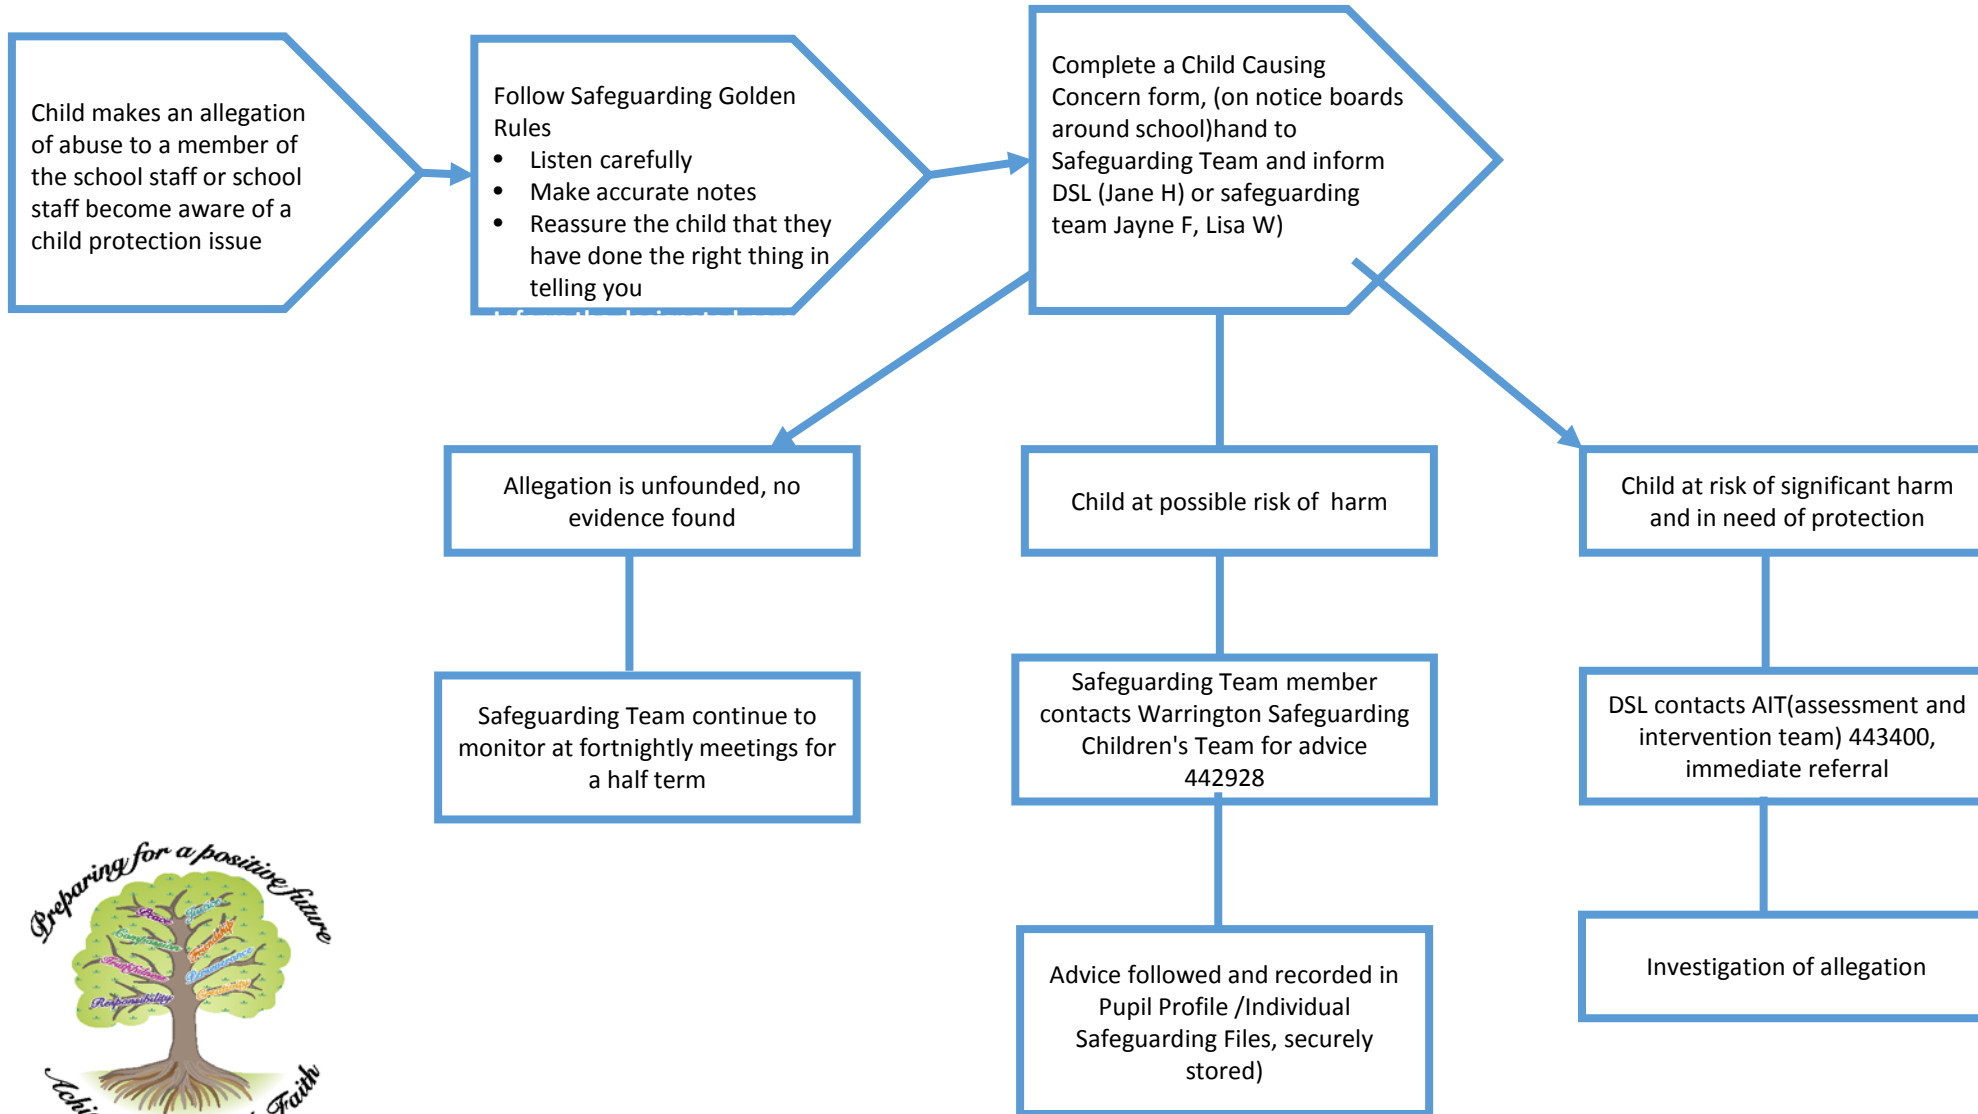 Child makes an allegation
of abuse to a member of
the school staff or school
staff become aware of a
child protection issue
Follow Safeguarding Golden
Rules
• Listen carefully
• Make accurate notes
• Reassure the child that they
have done the right thing in
telling you
Complete a Child Causing
Concern form, (on notice boards
around school)hand to
Safeguarding Team and inform
DSL (Jane H) or safeguarding
team Jayne F, Lisa W)
Allegation is unfounded, no
evidence found
Child at possible risk of  harm
Child at risk of significant harm
and in need of protection
Safeguarding Team continue to
monitor at fortnightly meetings for
a half term
Safeguarding Team member
contacts Warrington Safeguarding
Children's Team for advice
442928
DSL contacts AIT(assessment and
intervention team) 443400,
immediate referral
Advice followed and recorded in
Pupil Profile /Individual
Safeguarding Files, securely
stored)
Investigation of allegation
Preparing for a positive future
Peace
Justice
Compassion
Friendship
Truthfulness
Perseverance
Responsibility
Faith